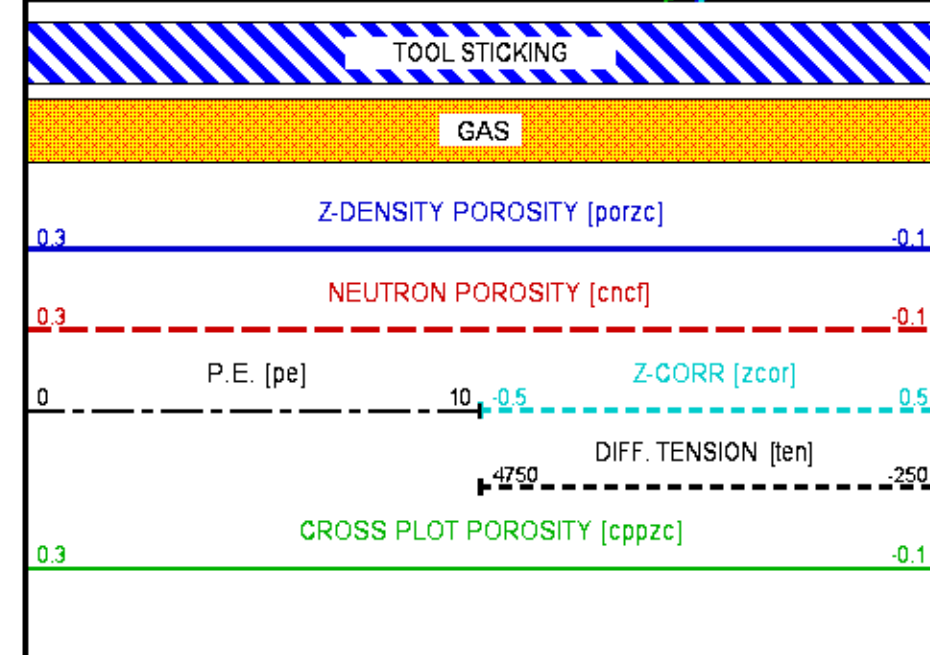 TOOL STICKING
GAS
Z-DENSITY POROSITY [porzc]
0.3 -0.1
NEUTRON POROSITY [cncf]
0.3 -0.1
P.E. [pe] Z-CORR [zcor]
0 10 -0.5 0.5
DIFF. TENSION [ten]
4750 -250
CROSS PLOT POROSITY [cppzc]
0.3 -0.1